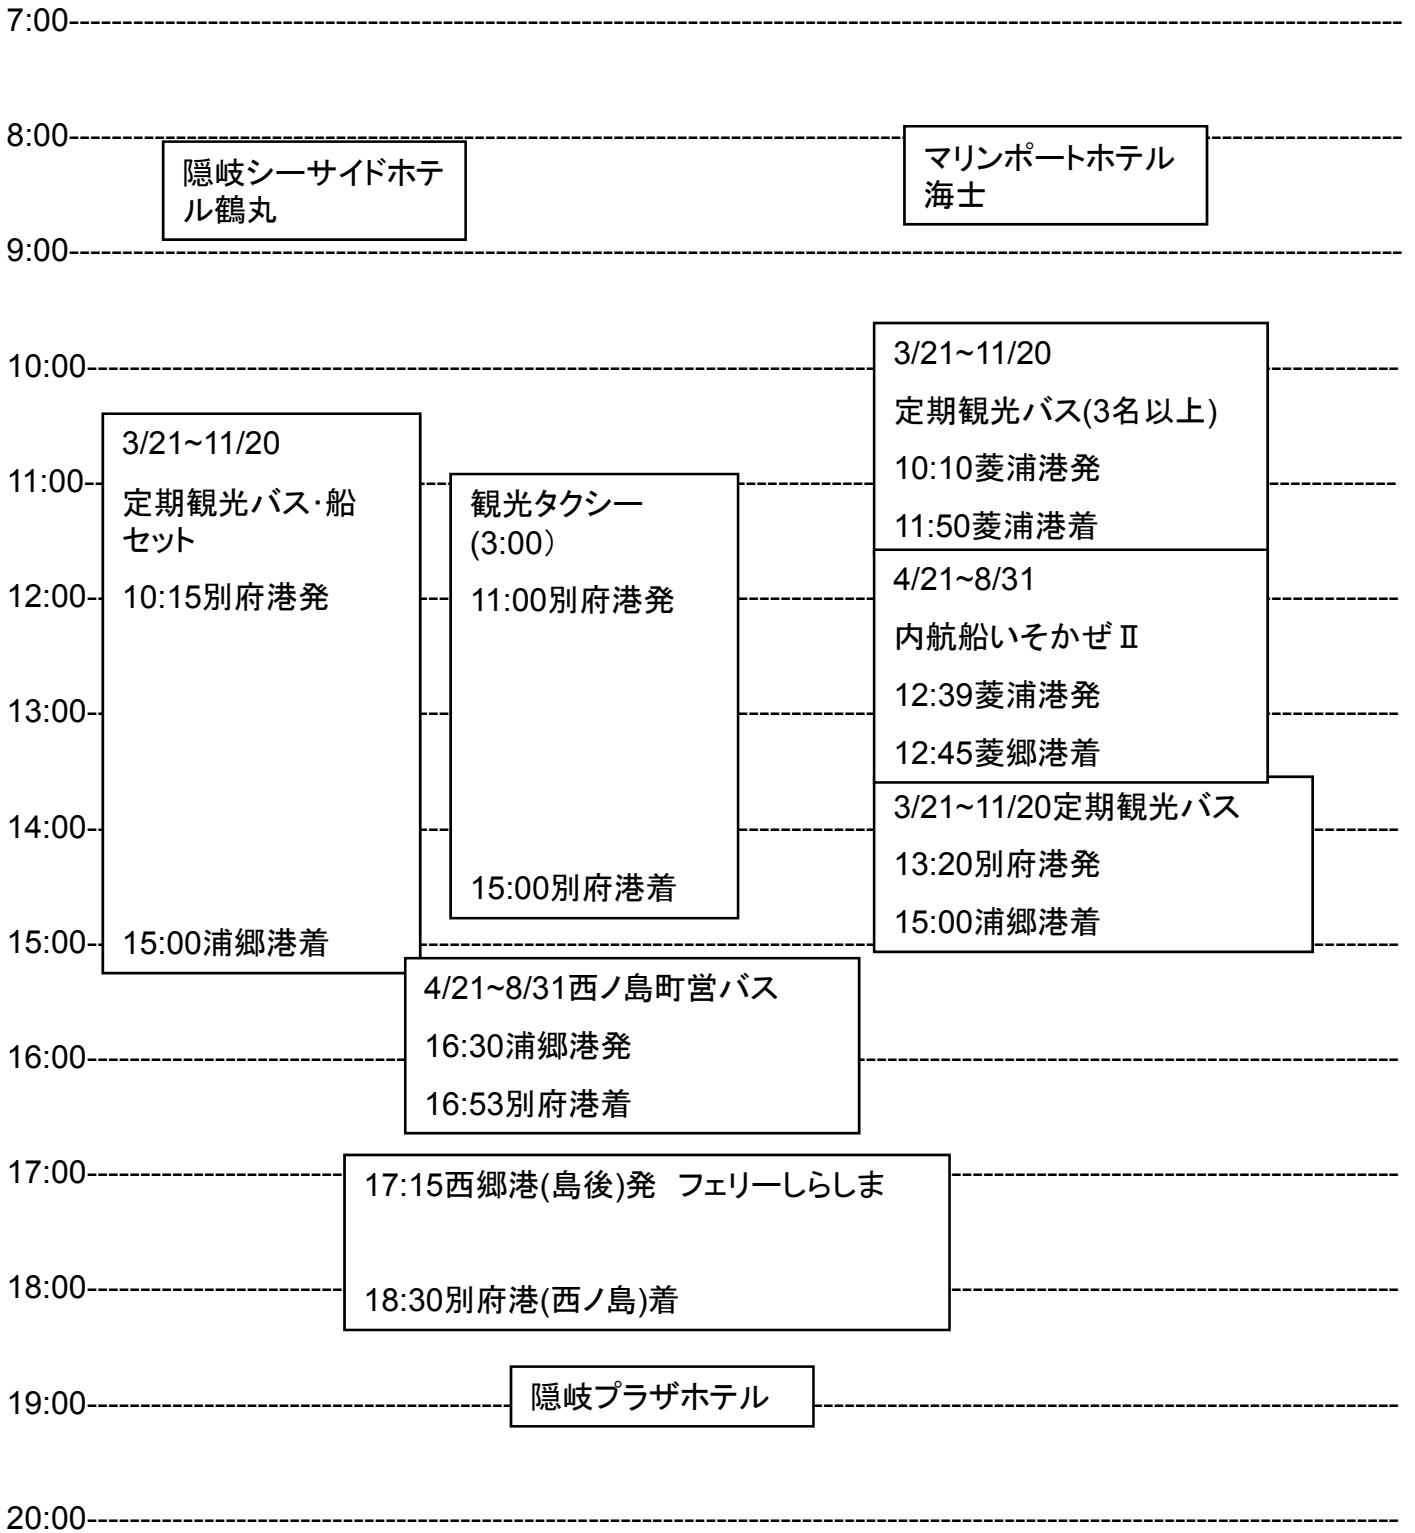 7:00
8:00
隠岐シーサイドホテ
ル鶴丸
マリンポートホテル
海士
9:00
10:00
3/21~11/20
定期観光バス(3名以上)
10:10菱浦港発
11:50菱浦港着
3/21~11/20
定期観光バス･船
セット
10:15別府港発
15:00浦郷港着
11:00
観光タクシー
(3:00）
11:00別府港発
15:00別府港着
12:00
4/21~8/31
内航船いそかぜⅡ
12:39菱浦港発
12:45菱郷港着
13:00
14:00
3/21~11/20定期観光バス
13:20別府港発
15:00浦郷港着
15:00
4/21~8/31西ノ島町営バス
16:30浦郷港発
16:53別府港着
16:00
17:00
17:15西郷港(島後)発　フェリーしらしま
18:30別府港(西ノ島)着
18:00
隠岐プラザホテル
19:00
20:00